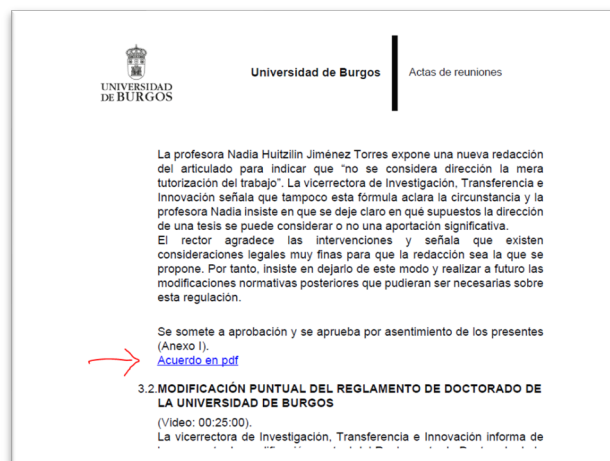 UNIVERSIDAD
DE BURGOS
Universidad de Burgos
Actas de reuniones
La profesora Nadia Huitzilin Jiménez Torres expone una nueva redacción
del articulado para indicar que “no se considera dirección la mera
tutorización del trabajo”. La vicerrectora de Investigación, Transferencia e
Innovación señala que tampoco esta fórmula aclara la circunstancia y la
profesora Nadia insiste en que se deje claro en qué supuestos la dirección
de una tesis se puede considerar o no una aportación significativa.
El rector agradece las intervenciones y señala que existen
consideraciones legales muy finas para que la redacción sea la que se
propone. Por tanto, insiste en dejarlo de este modo y realizar a futuro las
modificaciones normativas posteriores que pudieran ser necesarias sobre
esta regulación.
Se somete a aprobación y se aprueba por asentimiento de los presentes
(Anexo I).
Acuerdo en pdf
3.2.MODIFICACIÓN PUNTUAL DEL REGLAMENTO DE DOCTORADO DE
LA UNIVERSIDAD DE BURGOS
(Video: 00:25:00).
La vicerrectora de Investigación, Transferencia e Innovación informa de